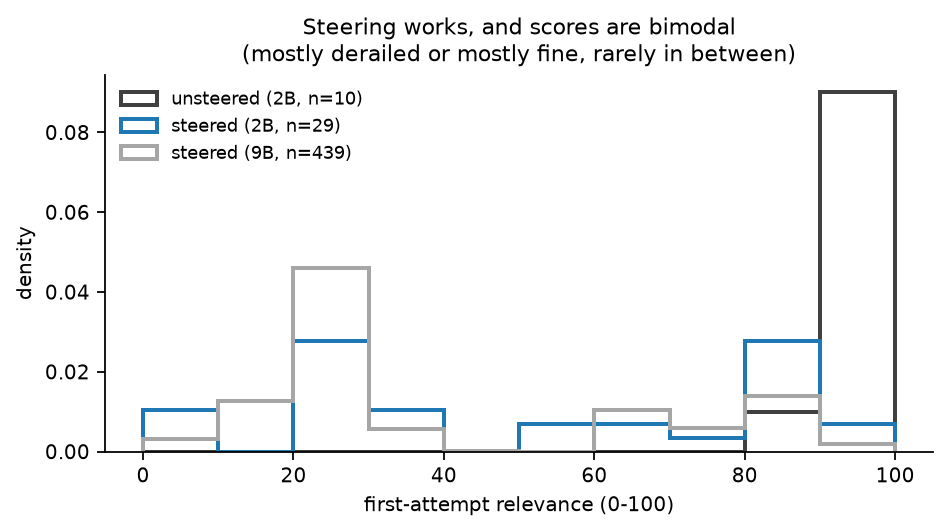 Steering works, and scores are bimodal
(mostly derailed or mostly fine, rarely in between)
unsteered (2B, n=10)
steered (2B, n=29)
steered (9B, n=439)
density
0.08
0.06
0.04
0.02
0.00
0 20 40 60 80 100
first-attempt relevance (0-100)